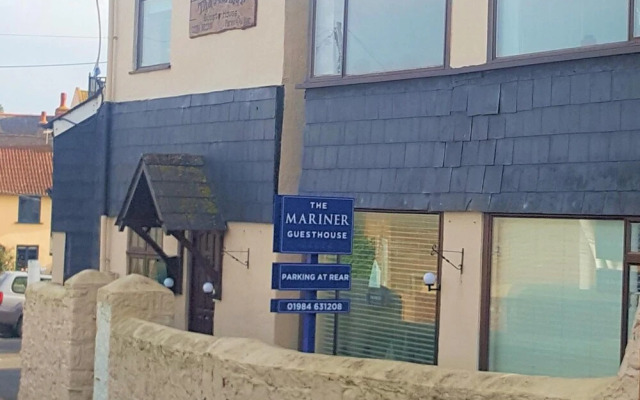 THE
MARINER
GUESTHOUSE
PARKING AT REAR
01984 631208